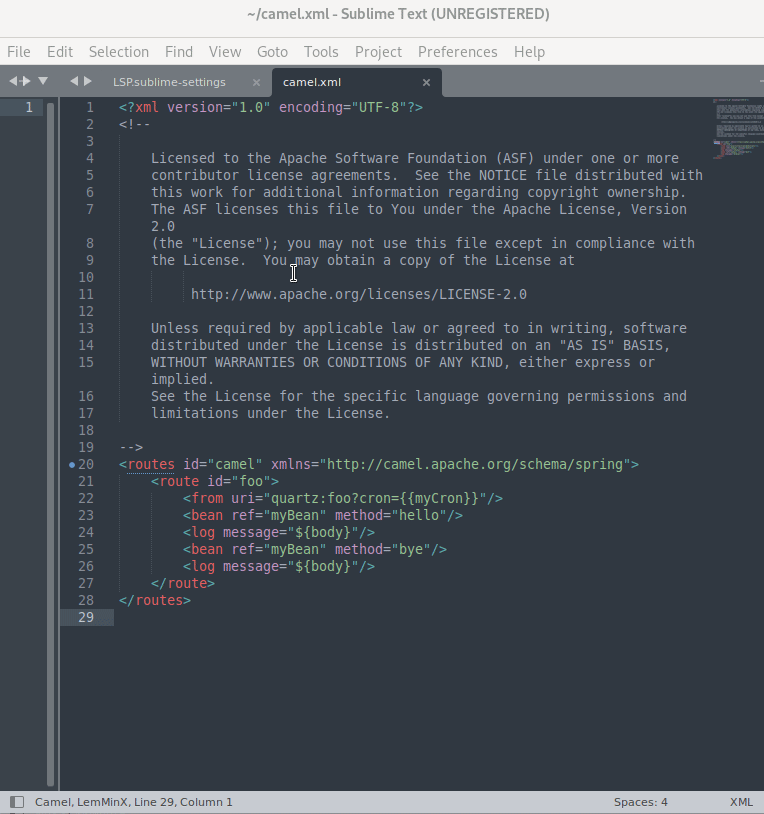 ~/camel.xml - Sublime Text (UNREGISTERED)
File Edit Selection Find View Goto Tools Project Preferences Help
LSP.sublime-settings × camel.xml ×
1
1 <?xml version="1.0" encoding="UTF-8"?>
2 <!--
3
4 Licensed to the Apache Software Foundation (ASF) under one or more
5 contributor license agreements.  See the NOTICE file distributed with
6 this work for additional information regarding copyright ownership.
7 The ASF licenses this file to You under the Apache License, Version
2.0
8 (the "License"); you may not use this file except in compliance with
9 the License.  You may obtain a copy of the License at
10
11 http://www.apache.org/licenses/LICENSE-2.0
12
13 Unless required by applicable law or agreed to in writing, software
14 distributed under the License is distributed on an "AS IS" BASIS,
15 WITHOUT WARRANTIES OR CONDITIONS OF ANY KIND, either express or
implied.
16 See the License for the specific language governing permissions and
17 limitations under the License.
18
19 -->
20 <routes id="camel" xmlns="http://camel.apache.org/schema/spring">
21 <route id="foo">
22 <from uri="quartz:foo?cron={{myCron}}"/>
23 <bean ref="myBean" method="hello"/>
24 <log message="${body}"/>
25 <bean ref="myBean" method="bye"/>
26 <log message="${body}"/>
27 </route>
28 </routes>
29
Camel, LemMinX, Line 29, Column 1 Spaces: 4 XML